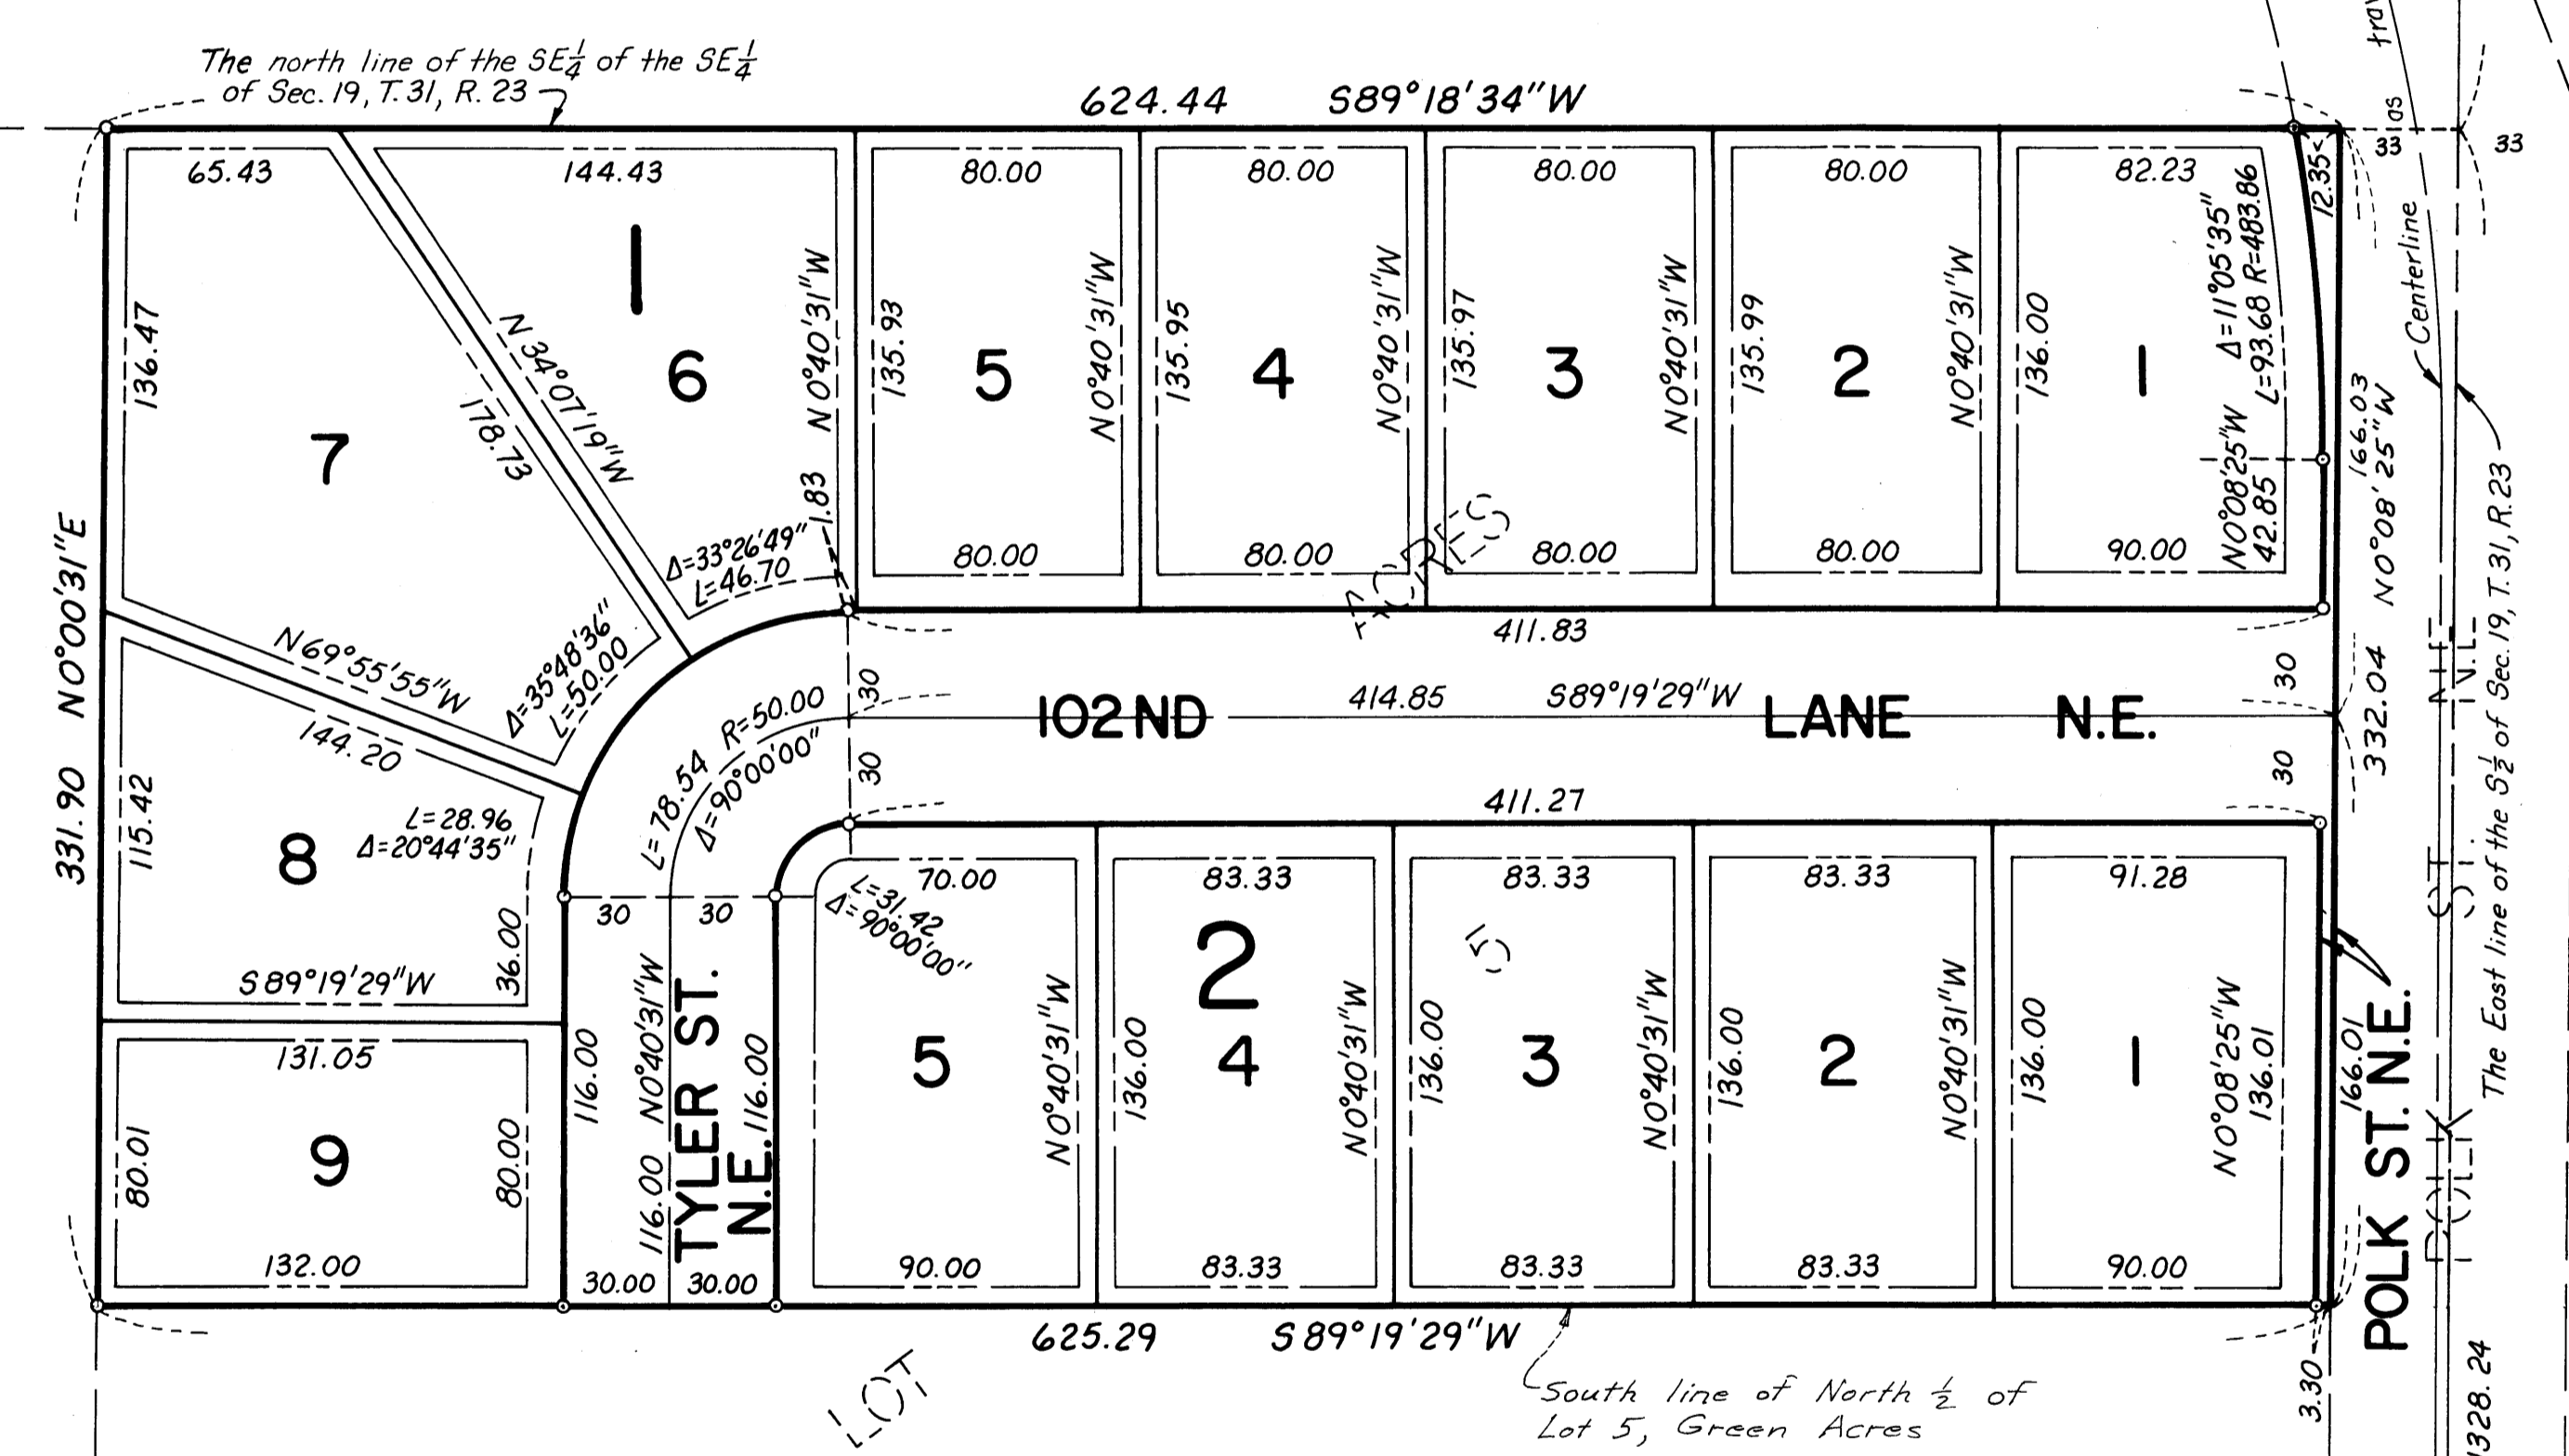 The north line of the SE 1/4 of the SE 1/4
of Sec. 19, T. 31, R. 23
624.44 S89°18'34"W
as
33
33
12.35
Centerline
65.43
144.43
80.00
80.00
80.00
80.00
82.23
1
136.47
7
N34°07'19"W
178.73
6
N0°40'31"W
1.83
Δ=33°26'49"
L=46.70
135.93
5
N0°40'31"W
135.95
4
N0°40'31"W
135.97
3
N0°40'31"W
135.99
2
N0°40'31"W
136.00
1
Δ=11°05'35"
L=93.68 R=483.86
N0°08'25"W
42.85
80.00
80.00
80.00
80.00
90.00
166.03
N0°08'25"W
331.90 N0°00'31"E
N69°55'55"W
144.20
Δ=35°48'36"
L=50.00
ACRES
411.83
30
30
102ND LANE N.E.
414.85 S89°19'29"W
30
30
332.04
R=50.00
L=78.54
Δ=90°00'00"
411.27
115.42
8
L=28.96
Δ=20°44'35"
36.00
S89°19'29"W
30 30
70.00
L=31.42
Δ=90°00'00"
83.33
83.33
83.33
91.28
2
5
131.05
80.01
9
80.00
132.00
116.00
116.00 N0°40'31"W
TYLER ST.
N.E.
116.00
30.00 30.00
5
N0°40'31"W
136.00
4
N0°40'31"W
136.00
3
N0°40'31"W
136.00
2
N0°40'31"W
136.00
1
N0°08'25"W
136.01
90.00
83.33
83.33
83.33
90.00
166.01
POLK ST. N.E.
POLK ST. N.E.
The East line of the S 1/2 of Sec. 19, T. 31, R. 23
625.29 S89°19'29"W
3.30
1328.24
LOT
South line of North 1/2 of
Lot 5, Green Acres